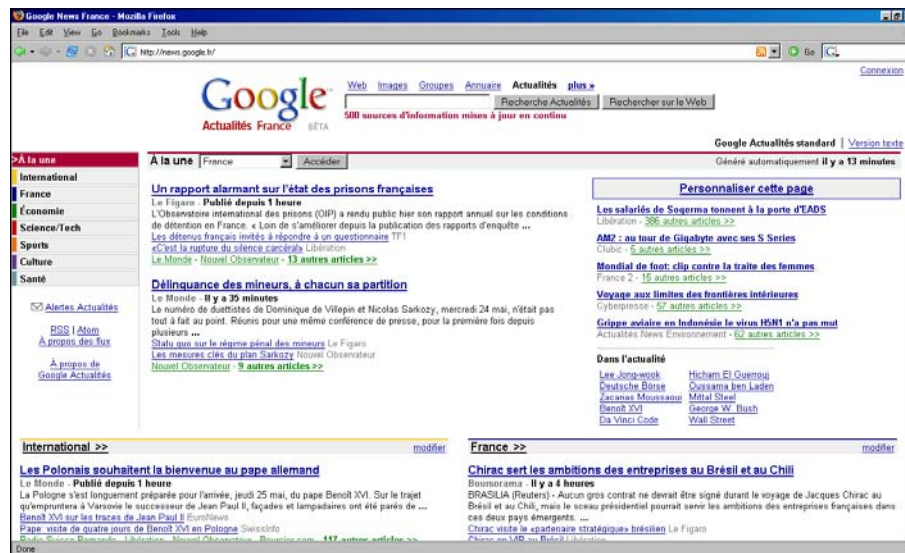 Google News France - Mozilla Firefox
File Edit View Go Bookmarks Tools Help
http://news.google.fr/
Go
Connexion
Google
Actualités France BÊTA
Web Images Groupes Annuaire Actualités plus »
Recherche Actualités Rechercher sur le Web
500 sources d'information mises à jour en continu
Google Actualités standard | Version texte
>À la une
International
France
Économie
Science/Tech
Sports
Culture
Santé
Alertes Actualités
RSS | Atom
À propos des flux
À propos de
Google Actualités
À la une France Accéder
Généré automatiquement il y a 13 minutes
Un rapport alarmant sur l'état des prisons françaises
Le Figaro - Publié depuis 1 heure
L'Observatoire international des prisons (OIP) a rendu public hier son rapport annuel sur les conditions
de détention en France. « Loin de s'améliorer depuis la publication des rapports d'enquête ...
Les détenus français invités à répondre à un questionnaire TF1
«C'est la rupture du silence carcéral» Libération
Le Monde - Nouvel Observateur - 13 autres articles >>
Délinquance des mineurs, à chacun sa partition
Le Monde - Il y a 35 minutes
Le numéro de duettistes de Dominique de Villepin et Nicolas Sarkozy, mercredi 24 mai, n'était pas
tout à fait au point. Réunis pour une même conférence de presse, pour la première fois depuis
plusieurs ...
Statu quo sur le régime pénal des mineurs Le Figaro
Les mesures clés du plan Sarkozy Nouvel Observateur
Nouvel Observateur - 9 autres articles >>
Personnaliser cette page
Les salariés de Sogerma tonnent à la porte d'EADS
Libération - 386 autres articles >>
AM2 : au tour de Gigabyte avec ses S Series
Clubic - 5 autres articles >>
Mondial de foot: clip contre la traite des femmes
France 2 - 15 autres articles >>
Voyage aux limites des frontières intérieures
Cyberpresse - 57 autres articles >>
Grippe aviaire en Indonésie le virus H5N1 n'a pas mut
Actualités News Environnement - 62 autres articles >>
Dans l'actualité
Lee Jong-wook Hicham El Guerrouj
Deutsche Börse Oussama ben Laden
Zacarias Moussaoui Mittal Steel
Benoît XVI George W. Bush
Da Vinci Code Wall Street
International >> modifier
Les Polonais souhaitent la bienvenue au pape allemand
Le Monde - Publié depuis 1 heure
La Pologne s'est longuement préparée pour l'arrivée, jeudi 25 mai, du pape Benoît XVI. Sur le trajet
qu'empruntera à Varsovie le successeur de Jean Paul II, façades et lampadaires ont été parés de ...
Benoît XVI sur les traces de Jean Paul II EuroNews
Pape: visite de quatre jours de Benoît XVI en Pologne Swissinfo
Radio Suisse Romande - Libération - Nouvel Observateur - Boursier.com - 117 autres articles >>
France >> modifier
Chirac sert les ambitions des entreprises au Brésil et au Chili
Boursorama - Il y a 4 heures
BRASILIA (Reuters) - Aucun gros contrat ne devrait être signé durant le voyage de Jacques Chirac au
Brésil et au Chili, mais le sceau présidentiel pourrait servir les ambitions des entreprises françaises dans
ces deux pays émergents. ...
Chirac visite le «partenaire stratégique» brésilien Le Figaro
Chirac en VIP au Brésil Libération
Done